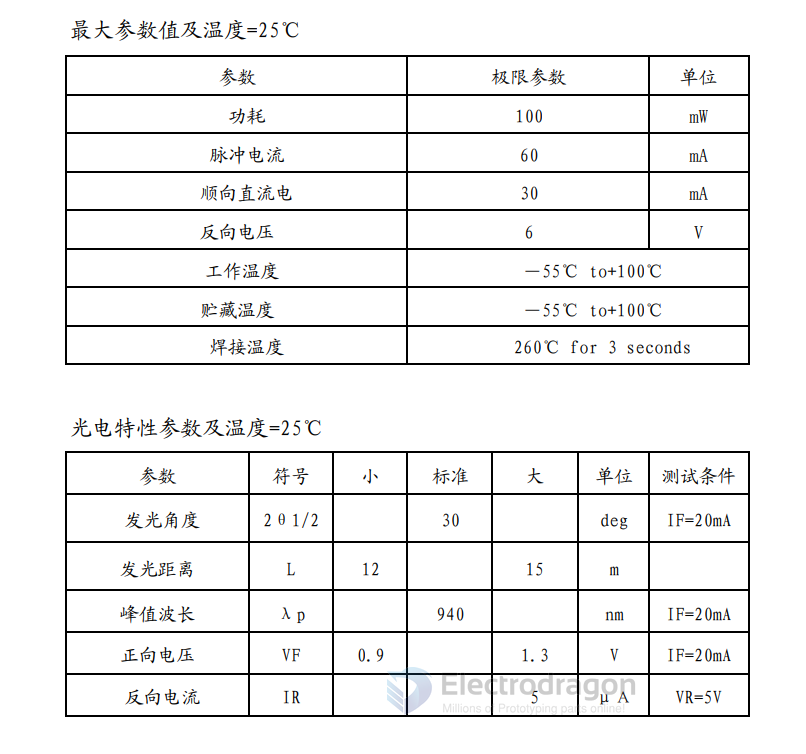 最大参数值及温度=25℃
参数 极限参数 单位
功耗 100 mW
脉冲电流 60 mA
顺向直流电 30 mA
反向电压 6 V
工作温度 －55℃ to+100℃
贮藏温度 －55℃ to+100℃
焊接温度 260℃ for 3 seconds
光电特性参数及温度=25℃
参数 符号 小 标准 大 单位 测试条件
发光角度 2θ1/2 30 deg IF=20mA
发光距离 L 12 15 m
峰值波长 λp 940 nm IF=20mA
正向电压 VF 0.9 1.3 V IF=20mA
Electrodragon
反向电流 IR 5 μA VR=5V
Millions of Prototyping parts online!